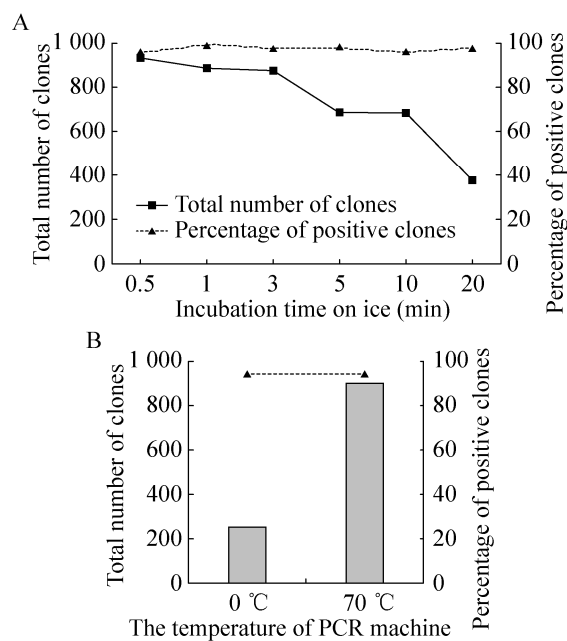 A
Total number of clones
1 000
800
600
400
200
0
100
80
60
40
20
0
Percentage of positive clones
Total number of clones
Percentage of positive clones
0.5 1 3 5 10 20
Incubation time on ice (min)
B
Total number of clones
1 000
800
600
400
200
0
100
80
60
40
20
0
Percentage of positive clones
0 ℃ 70 ℃
The temperature of PCR machine